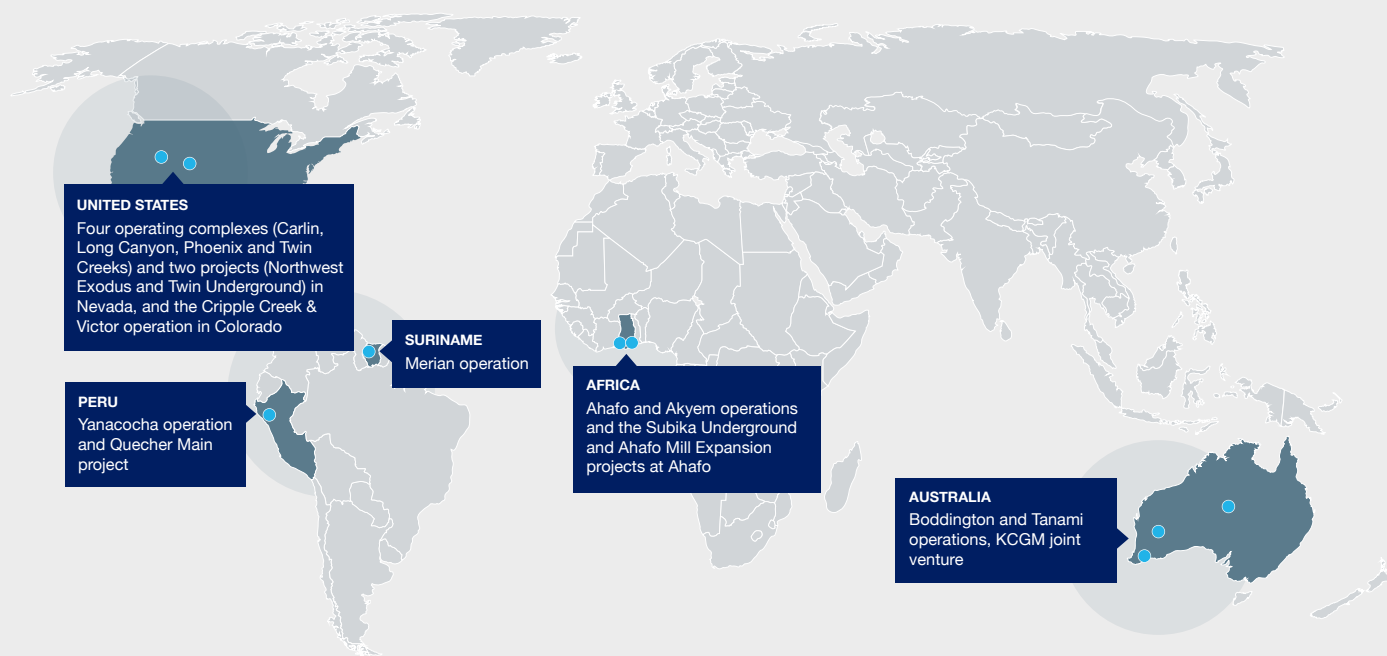 UNITED STATES
Four operating complexes (Carlin,
Long Canyon, Phoenix and Twin
Creeks) and two projects (Northwest
Exodus and Twin Underground) in
Nevada, and the Cripple Creek &
Victor operation in Colorado
SURINAME
Merian operation
PERU
Yanacocha operation
and Quecher Main
project
AFRICA
Ahafo and Akyem operations
and the Subika Underground
and Ahafo Mill Expansion
projects at Ahafo
AUSTRALIA
Boddington and Tanami
operations, KCGM joint
venture